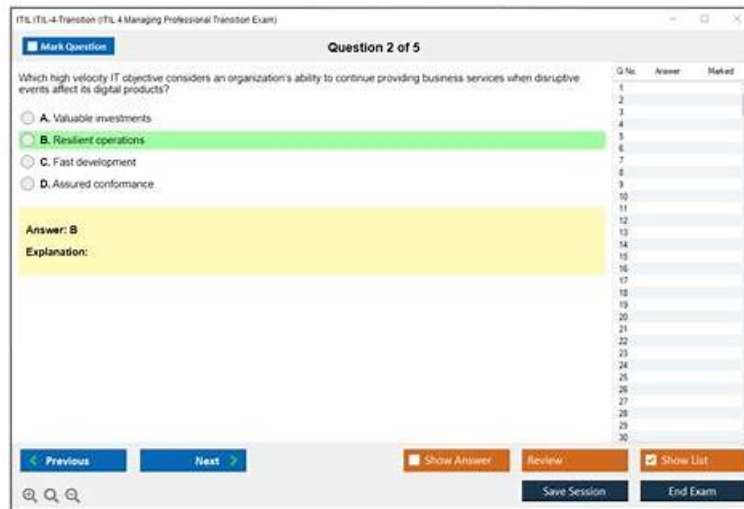 ITIL ITIL-4-Transition (ITIL 4 Managing Professional Transition Exam)
Mark Question
Question 2 of 5
Which high velocity IT objective considers an organization's ability to continue providing business services when disruptive
events affect its digital products?
A. Valuable investments
B. Resilient operations
C. Fast development
D. Assured conformance
Answer: B
Explanation:
Q No. Answer Marked
1
2
3
4
5
6
7
8
9
10
11
12
13
14
15
16
17
18
19
20
21
22
23
24
25
26
27
28
29
30
Previous
Next
Show Answer
Review
Show List
Save Session
End Exam